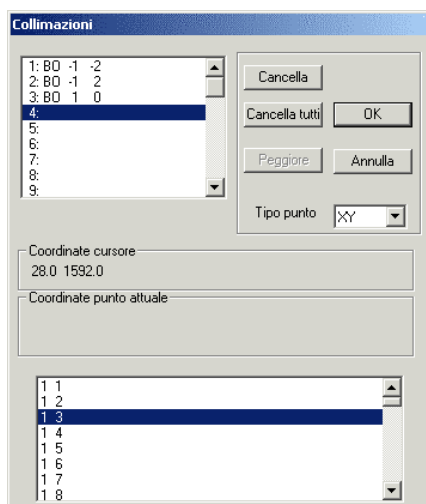 Collimazioni
1: BO -1 -2
2: BO -1 2
3: BO 1 0
4:
5:
6:
7:
8:
9:
Cancella
Cancella tutti OK
Peggiore Annulla
Tipo punto XY
Coordinate cursore
28.0 1592.0
Coordinate punto attuale
1 1
1 2
1 3
1 4
1 5
1 6
1 7
1 8